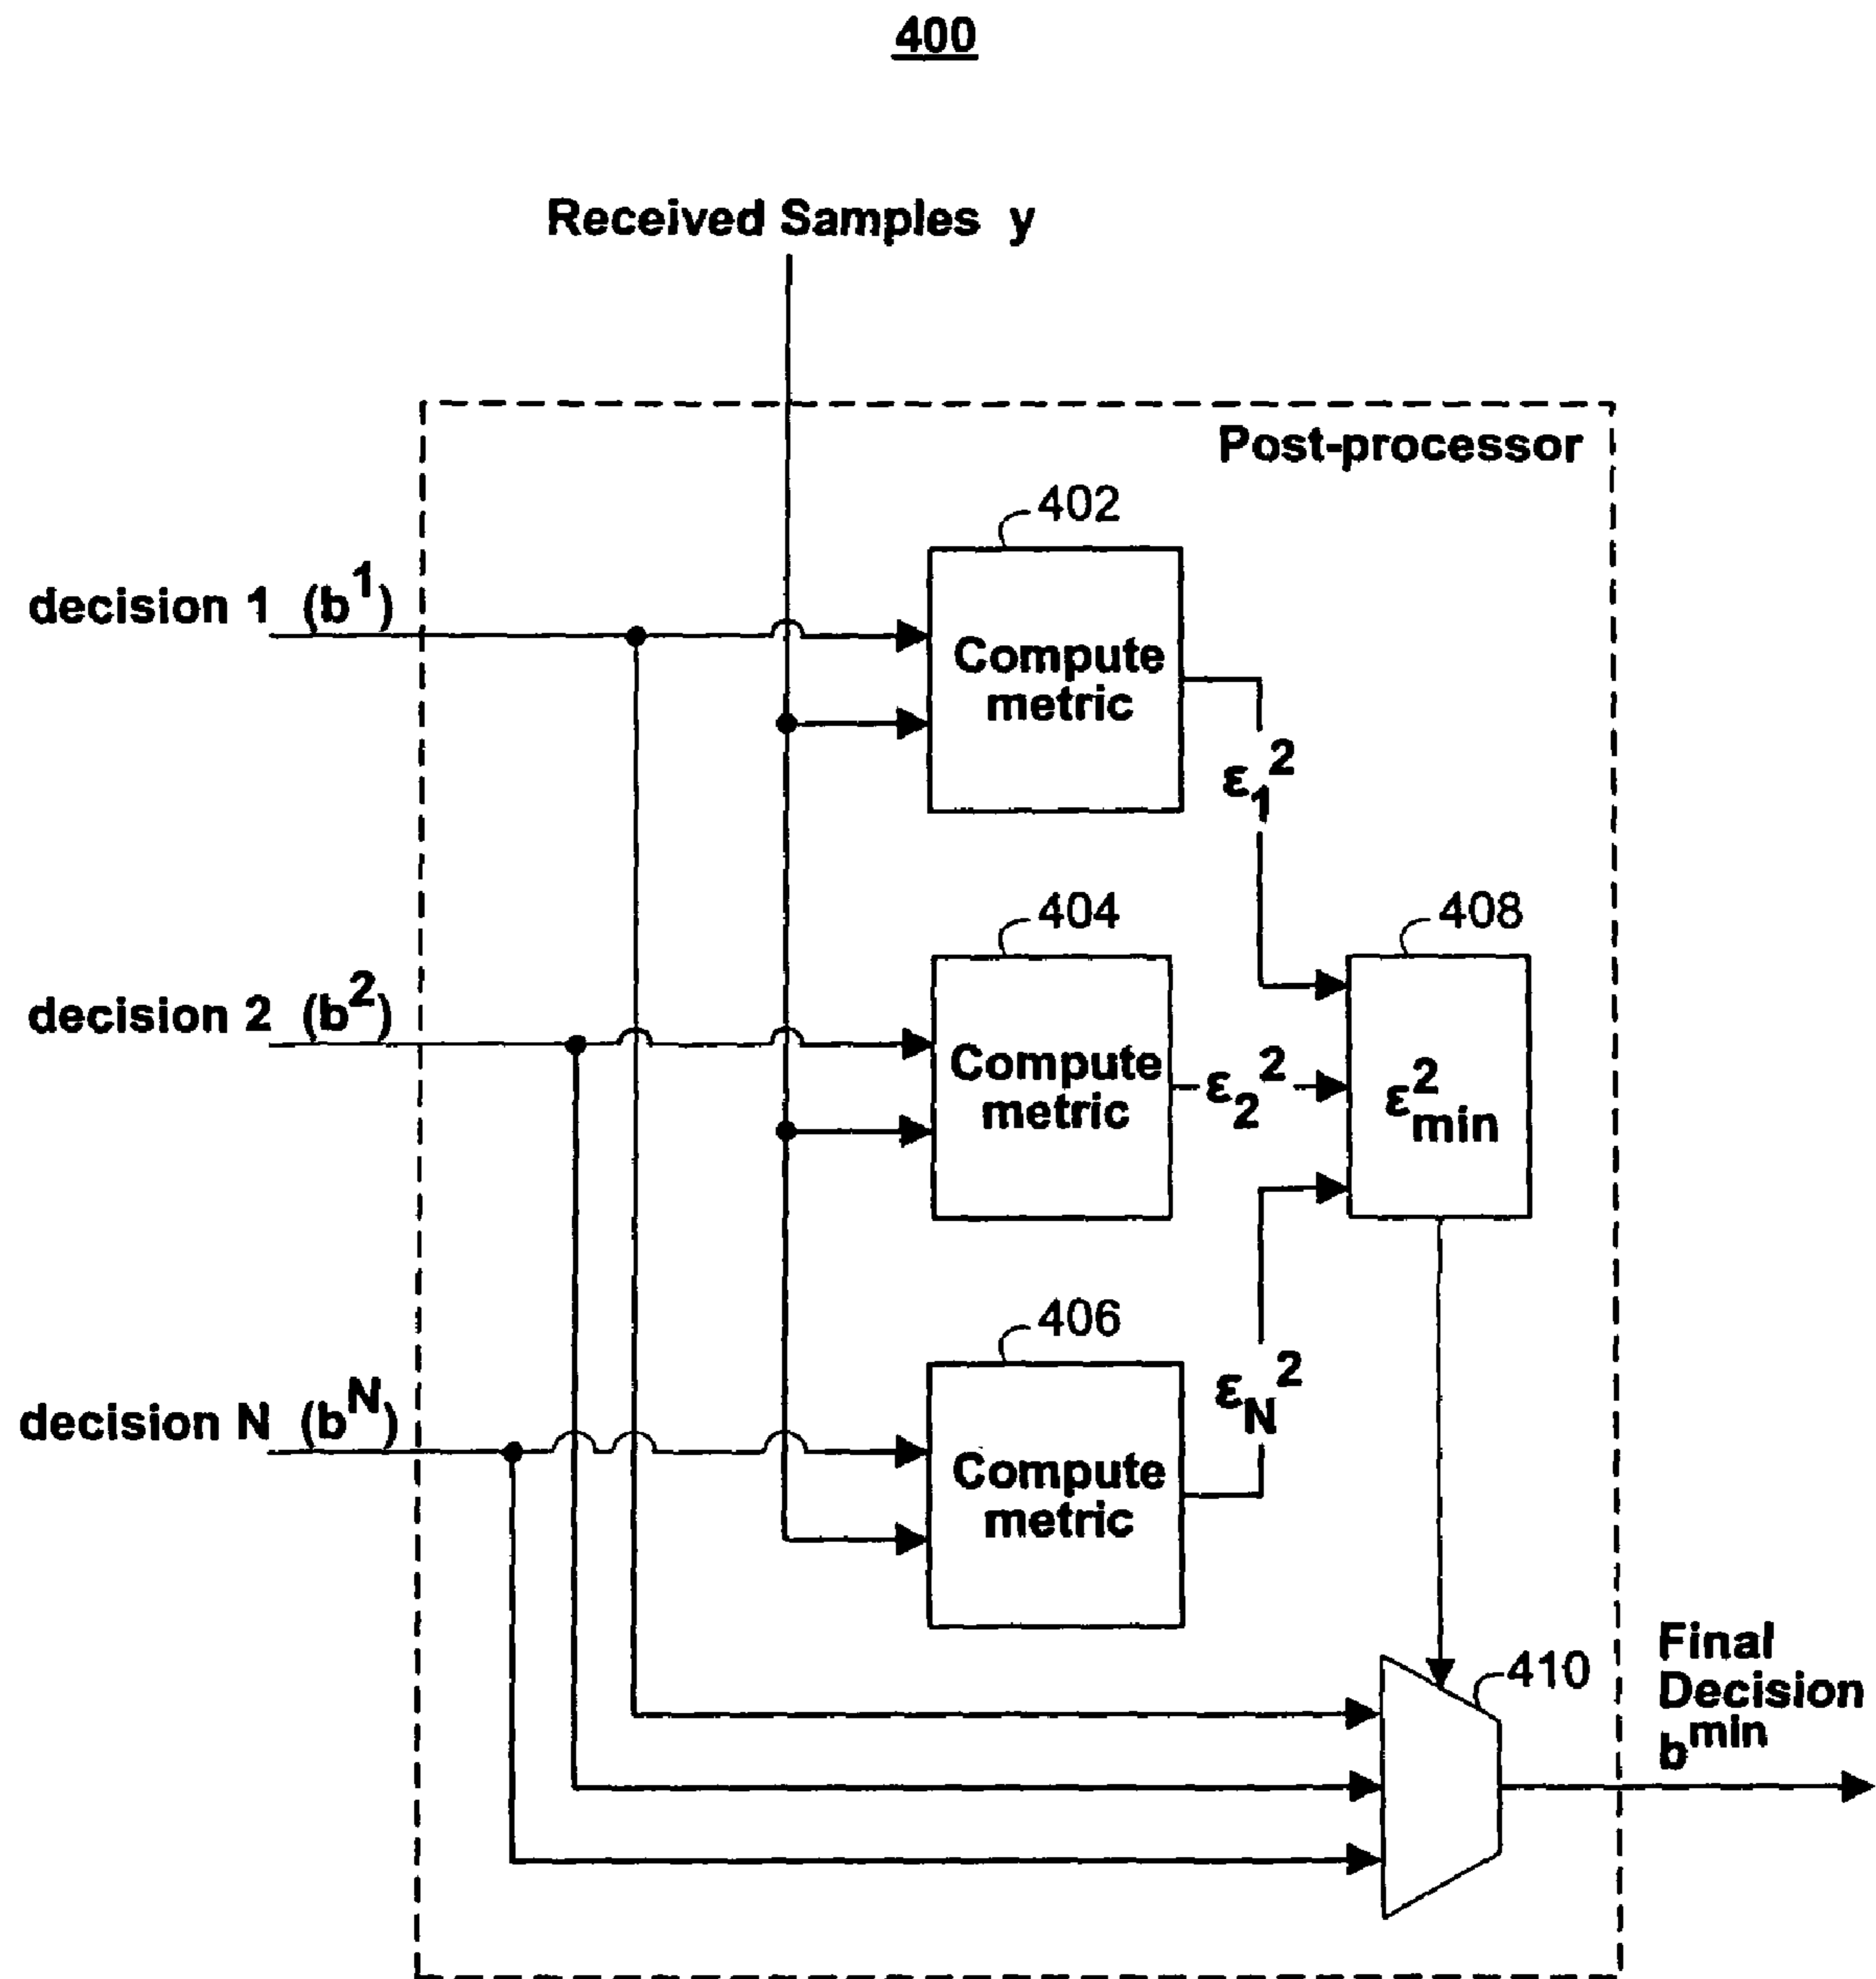 400
Received Samples y
Post-processor
402
decision 1 (b¹)
Compute
metric
ε₁²
404
408
decision 2 (b²)
Compute
metric
ε₂²
ε²min
406
decision N (bᴺ)
Compute
metric
εN²
410
Final
Decision
bᵐⁱⁿ